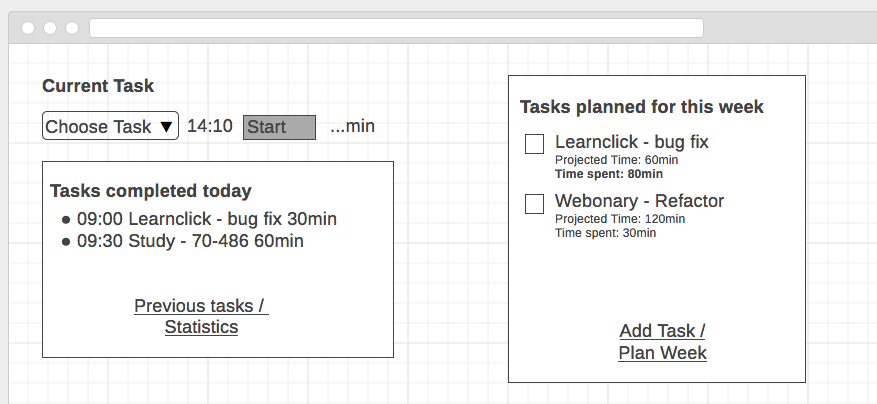 Current Task
Choose Task ▼ 14:10 Start ...min
Tasks completed today
● 09:00 Learnclick - bug fix 30min
● 09:30 Study - 70-486 60min
Previous tasks /
Statistics
Tasks planned for this week
Learnclick - bug fix
Projected Time: 60min
Time spent: 80min
Webonary - Refactor
Projected Time: 120min
Time spent: 30min
Add Task /
Plan Week